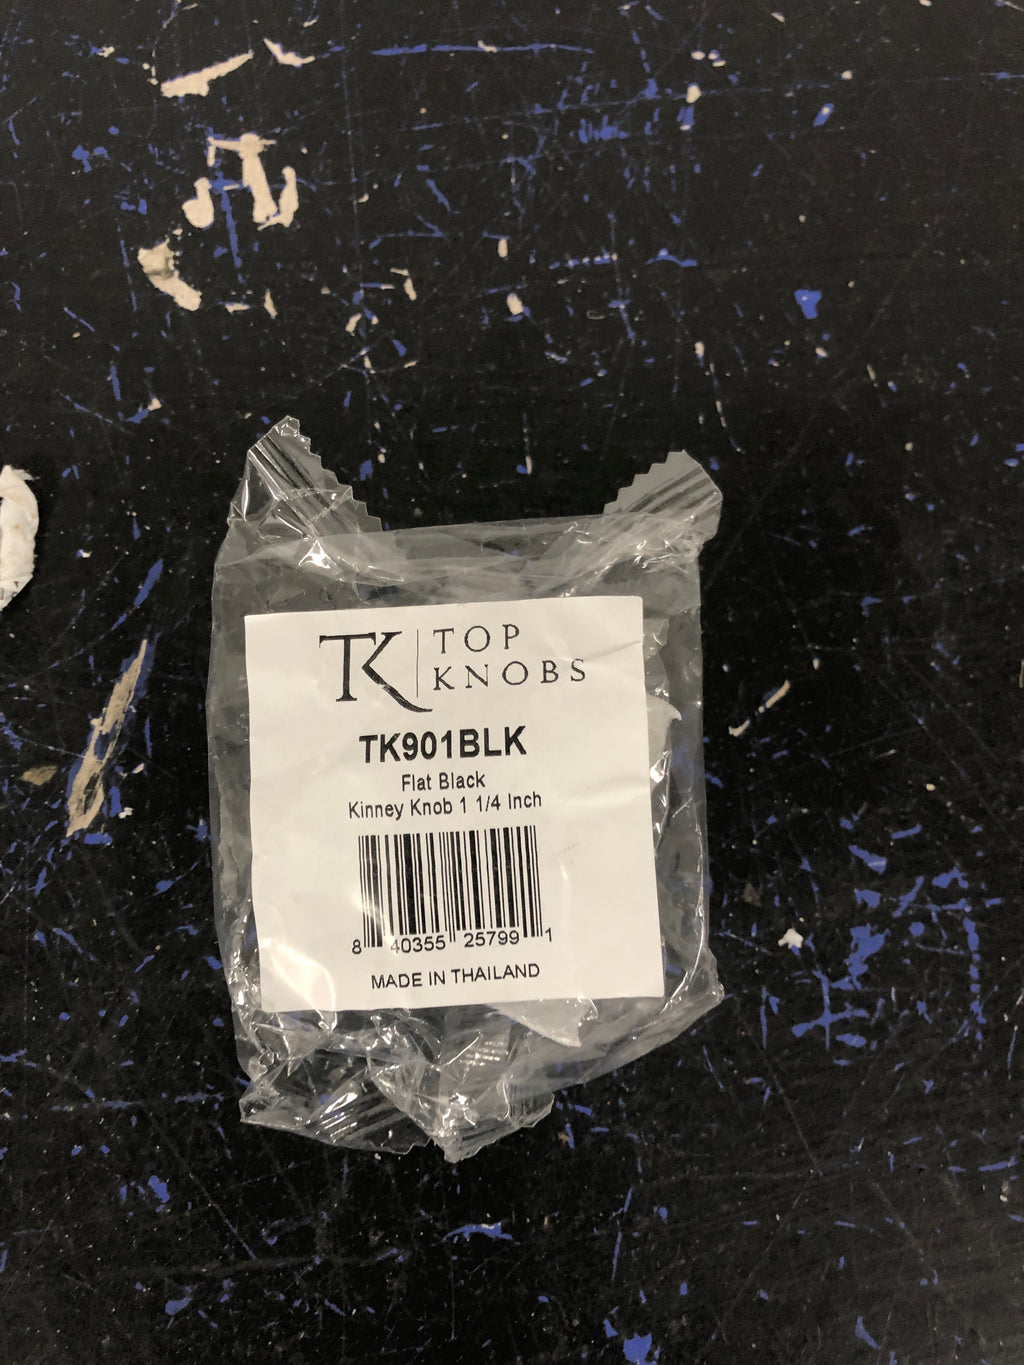 TK TOP
KNOBS
TK901BLK
Flat Black
Kinney Knob 1 1/4 Inch
8 40355 25799 1
MADE IN THAILAND